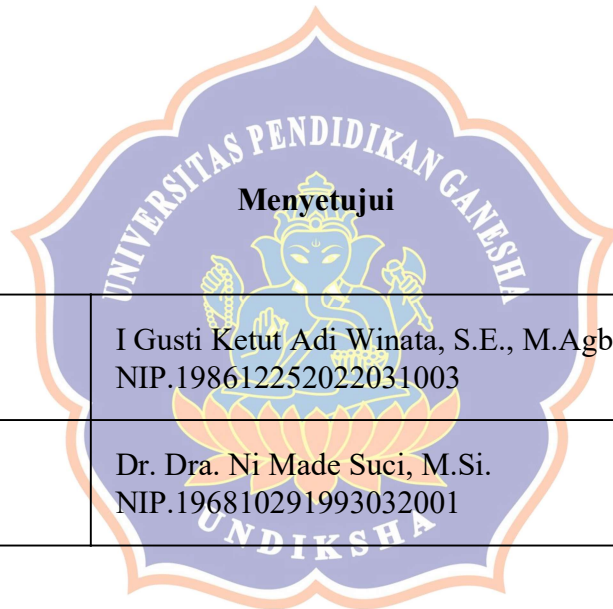 UNIVERSITAS PENDIDIKAN GANESHA
Menyetujui
I Gusti Ketut Adi Winata, S.E., M.Agb
NIP.198612252022031003
Dr. Dra. Ni Made Suci, M.Si.
NIP.196810291993032001
UNDIKSHA